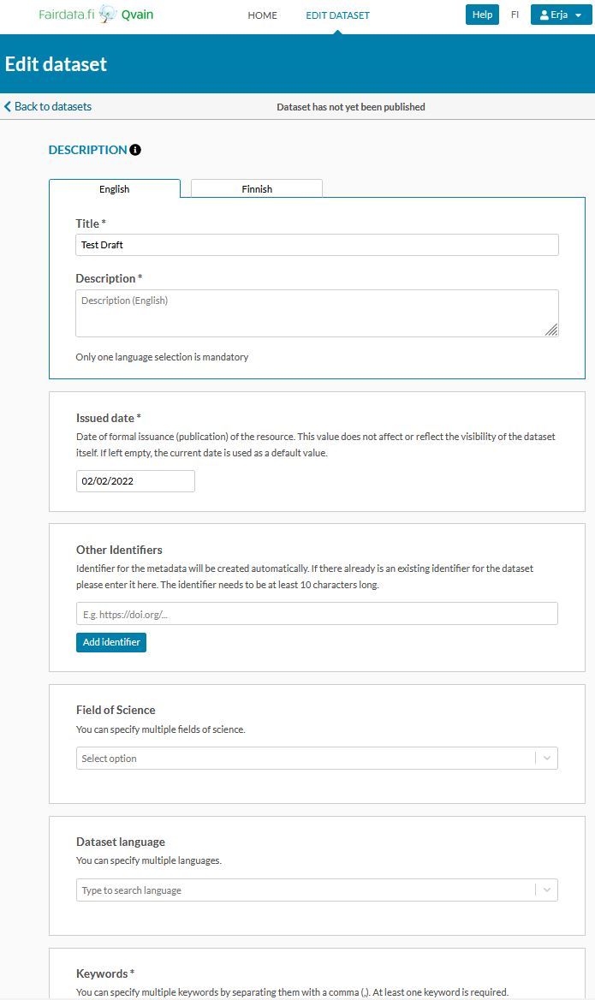 Fairdata.fi Qvain
HOME
EDIT DATASET
Help
FI
Erja
Edit dataset
Back to datasets
Dataset has not yet been published
DESCRIPTION
English
Finnish
Title *
Test Draft
Description *
Description (English)
Only one language selection is mandatory
Issued date *
Date of formal issuance (publication) of the resource. This value does not affect or reflect the visibility of the dataset
itself. If left empty, the current date is used as a default value.
02/02/2022
Other Identifiers
Identifier for the metadata will be created automatically. If there already is an existing identifier for the dataset
please enter it here. The identifier needs to be at least 10 characters long.
E.g. https://doi.org/...
Add identifier
Field of Science
You can specify multiple fields of science.
Select option
Dataset language
You can specify multiple languages.
Type to search language
Keywords *
You can specify multiple keywords by separating them with a comma (,). At least one keyword is required.